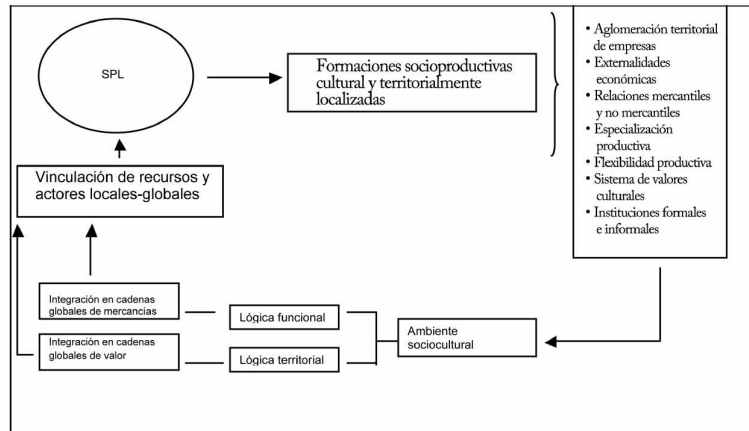 SPL
Formaciones socioproductivas
cultural y territorialmente
localizadas
• Aglomeración territorial
de empresas
• Externalidades
económicas
• Relaciones mercantiles
y no mercantiles
• Especialización
productiva
• Flexibilidad productiva
• Sistema de valores
culturales
• Instituciones formales
e informales
Vinculación de recursos y
actores locales-globales
Integración en cadenas
globales de mercancías
Lógica funcional
Ambiente
sociocultural
Integración en cadenas
globales de valor
Lógica territorial